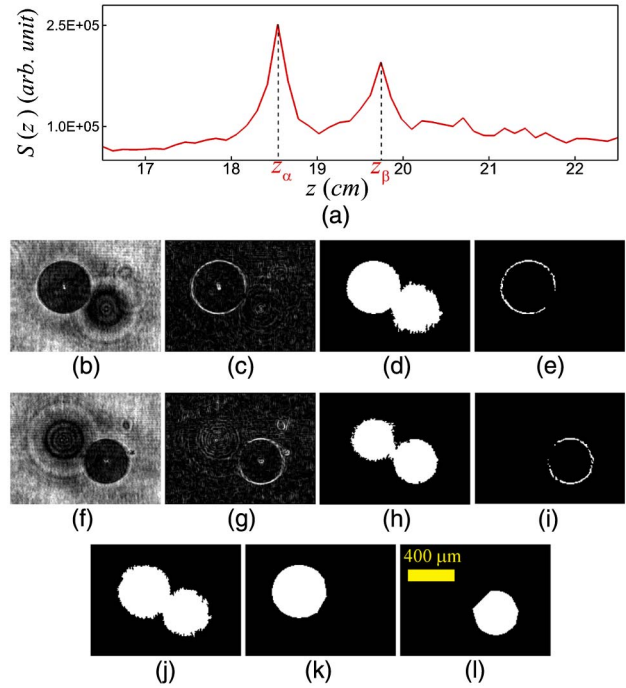 S(z) (arb. unit)
2.5E+05
1.0E+05
17 18 19 20 21 22
zα zβ
z (cm)
(a)
(b) (c) (d) (e)
(f) (g) (h) (i)
400 μm
(j) (k) (l)